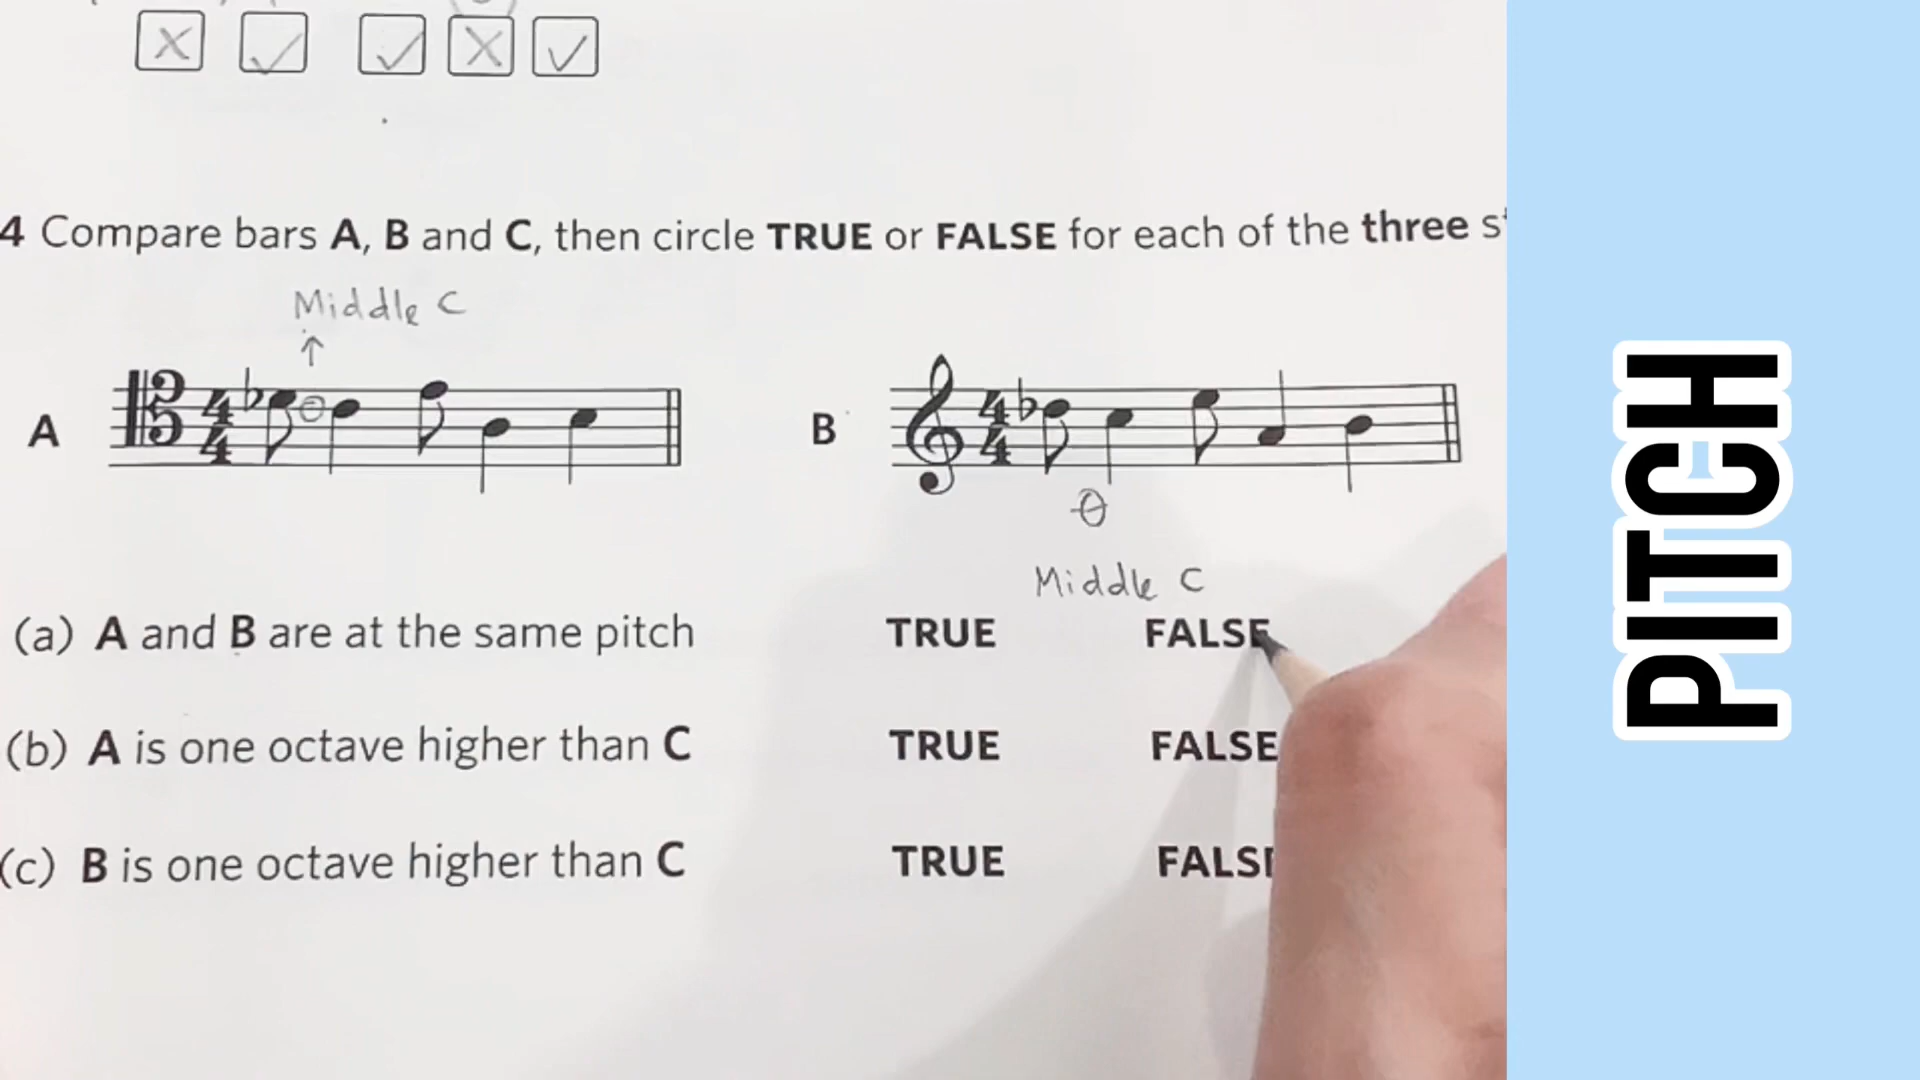 4 Compare bars A, B and C, then circle TRUE or FALSE for each of the three
Middle C
A
B
Middle C
(a) A and B are at the same pitch TRUE FALSE
(b) A is one octave higher than C TRUE FALSE
(c) B is one octave higher than C TRUE
PITCH